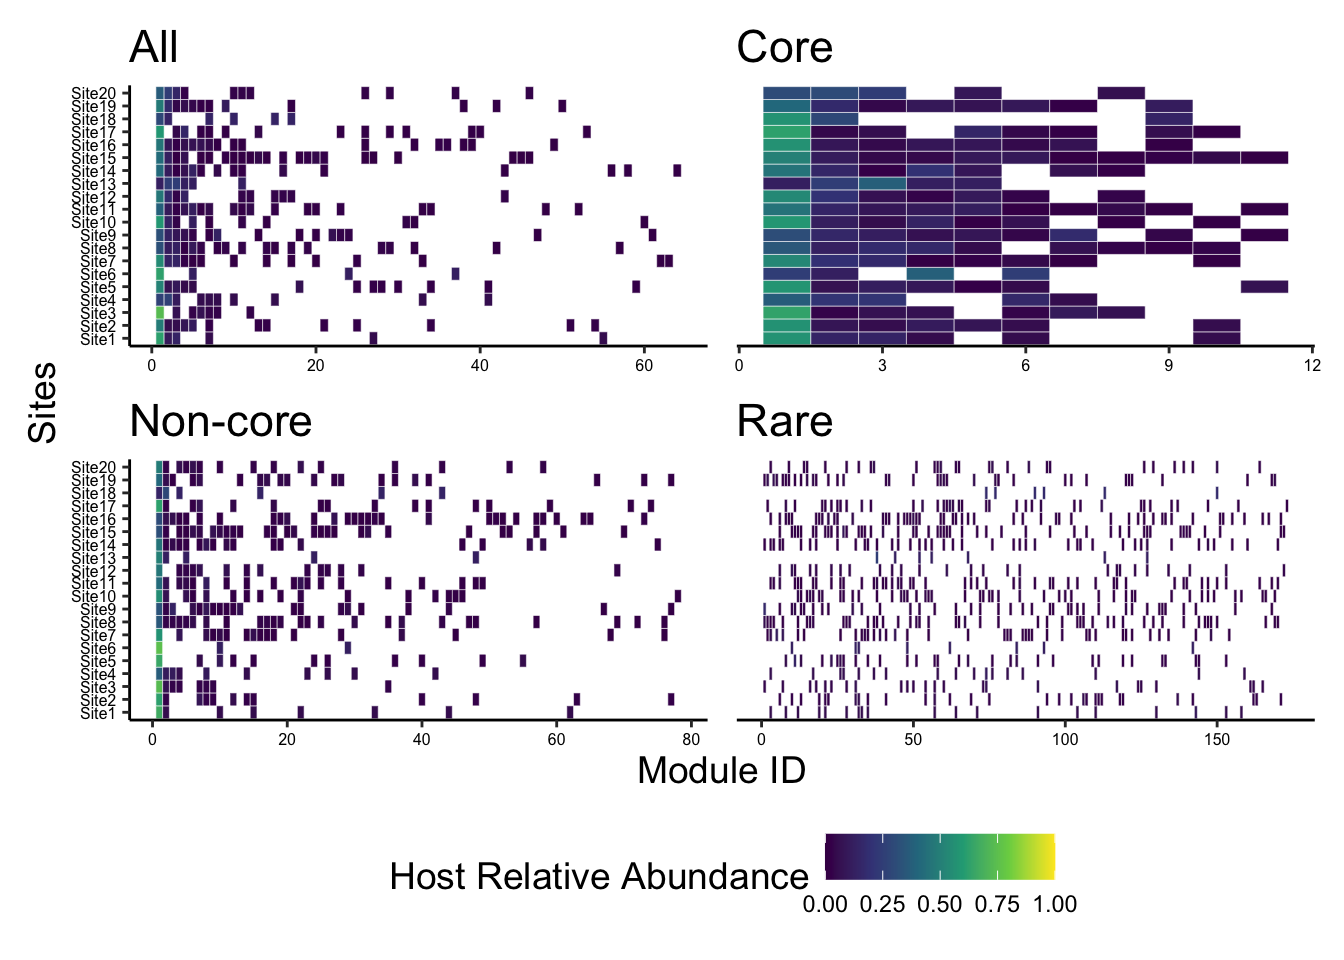 All
Core
Site20
Site19
Site18
Site17
Site16
Site15
Site14
Site13
Site12
Site11
Site10
Site9
Site8
Site7
Site6
Site5
Site4
Site3
Site2
Site1
0 20 40 60
0 3 6 9 12
Sites
Non-core
Rare
Site20
Site19
Site18
Site17
Site16
Site15
Site14
Site13
Site12
Site11
Site10
Site9
Site8
Site7
Site6
Site5
Site4
Site3
Site2
Site1
0 20 40 60 80
0 50 100 150
Module ID
Host Relative Abundance
0.00 0.25 0.50 0.75 1.00